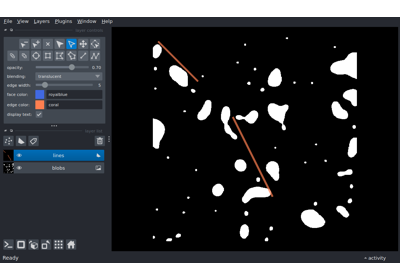 File View Layers Plugins Window Help
opacity: 0.70
blending: translucent
edge width: 5
face color: royalblue
edge color: coral
display text: ✓
lines
blobs
Ready
activity